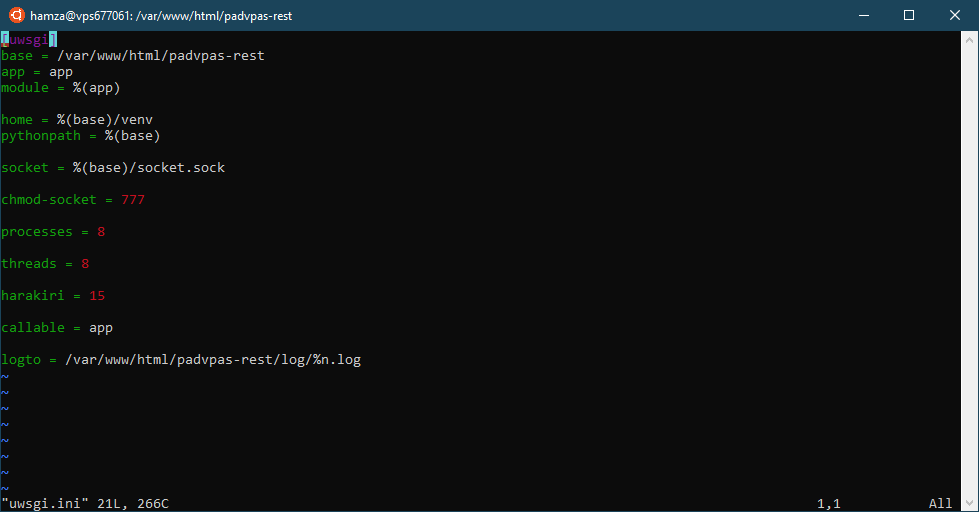 hamza@vps677061: /var/www/html/padvpas-rest
[uwsgi]
base = /var/www/html/padvpas-rest
app = app
module = %(app)
home = %(base)/venv
pythonpath = %(base)
socket = %(base)/socket.sock
chmod-socket = 777
processes = 8
threads = 8
harakiri = 15
callable = app
logto = /var/www/html/padvpas-rest/log/%n.log
~
~
~
~
~
~
~
~
"uwsgi.ini" 21L, 266C 1,1 All